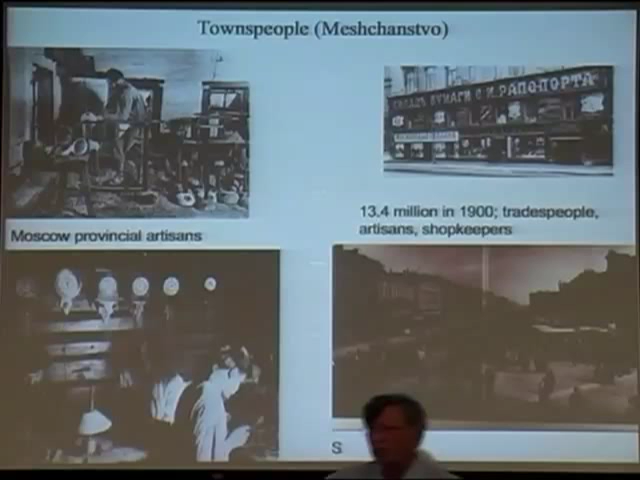 Townspeople (Meshchanstvo)
СКЛАДЪ БУМАГИ С.И. РАПОПОРТА
Moscow provincial artisans
13.4 million in 1900; tradespeople,
artisans, shopkeepers
S